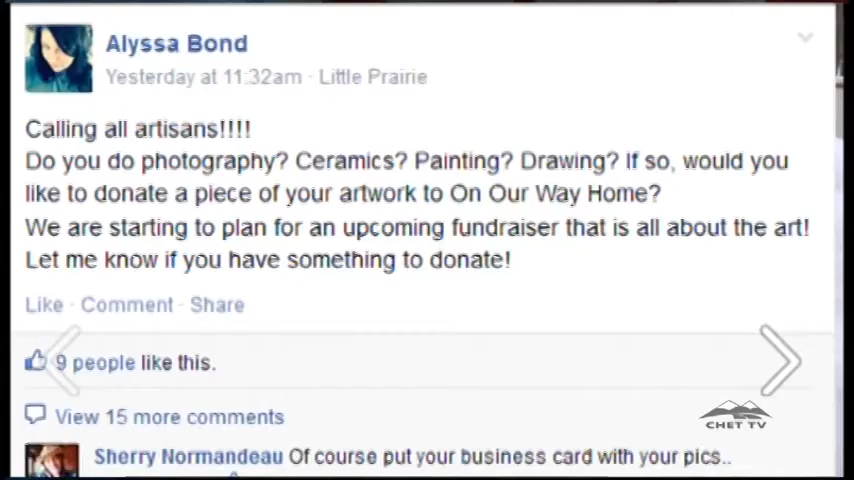 Alyssa Bond
Yesterday at 11:32am · Little Prairie
Calling all artisans!!!!
Do you do photography? Ceramics? Painting? Drawing? If so, would you
like to donate a piece of your artwork to On Our Way Home?
We are starting to plan for an upcoming fundraiser that is all about the art!
Let me know if you have something to donate!
Like · Comment · Share
9 people like this.
View 15 more comments
CHET TV
Sherry Normandeau Of course put your business card with your pics..